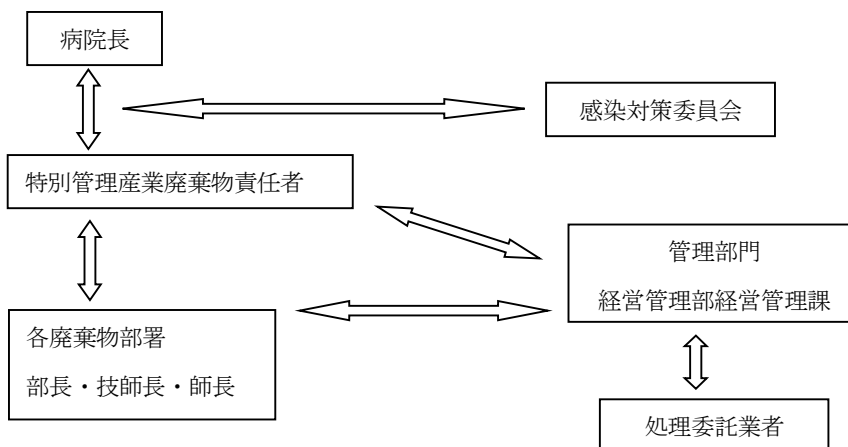 病院長
感染対策委員会
特別管理産業廃棄物責任者
管理部門
経営管理部経営管理課
各廃棄物部署
部長・技師長・師長
処理委託業者